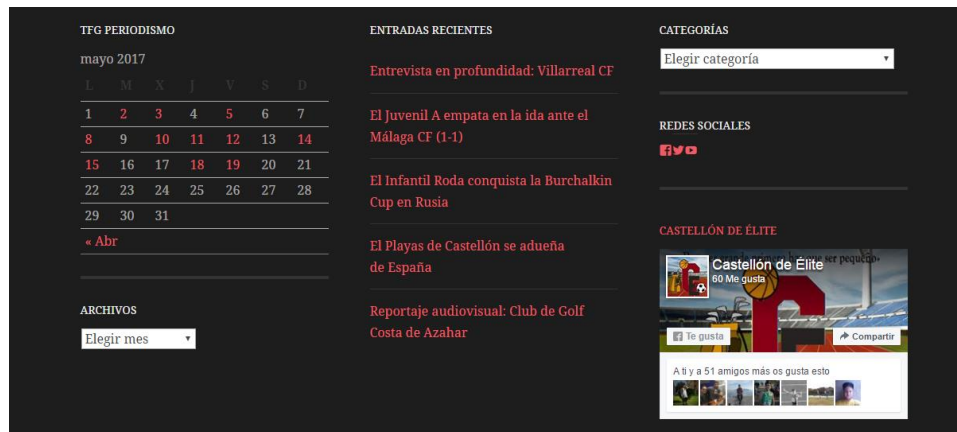 TFG PERIODISMO
mayo 2017
L M X J V S D
1 2 3 4 5 6 7
8 9 10 11 12 13 14
15 16 17 18 19 20 21
22 23 24 25 26 27 28
29 30 31
« Abr
ARCHIVOS
Elegir mes
ENTRADAS RECIENTES
Entrevista en profundidad: Villarreal CF
El Juvenil A empata en la ida ante el
Málaga CF (1-1)
El Infantil Roda conquista la Burchalkin
Cup en Rusia
El Playas de Castellón se adueña
de España
Reportaje audiovisual: Club de Golf
Costa de Azahar
CATEGORÍAS
Elegir categoría
REDES SOCIALES
CASTELLÓN DE ÉLITE
ser pequeño»
Castellón de Élite
60 Me gusta
Te gusta
Compartir
A ti y a 51 amigos más os gusta esto